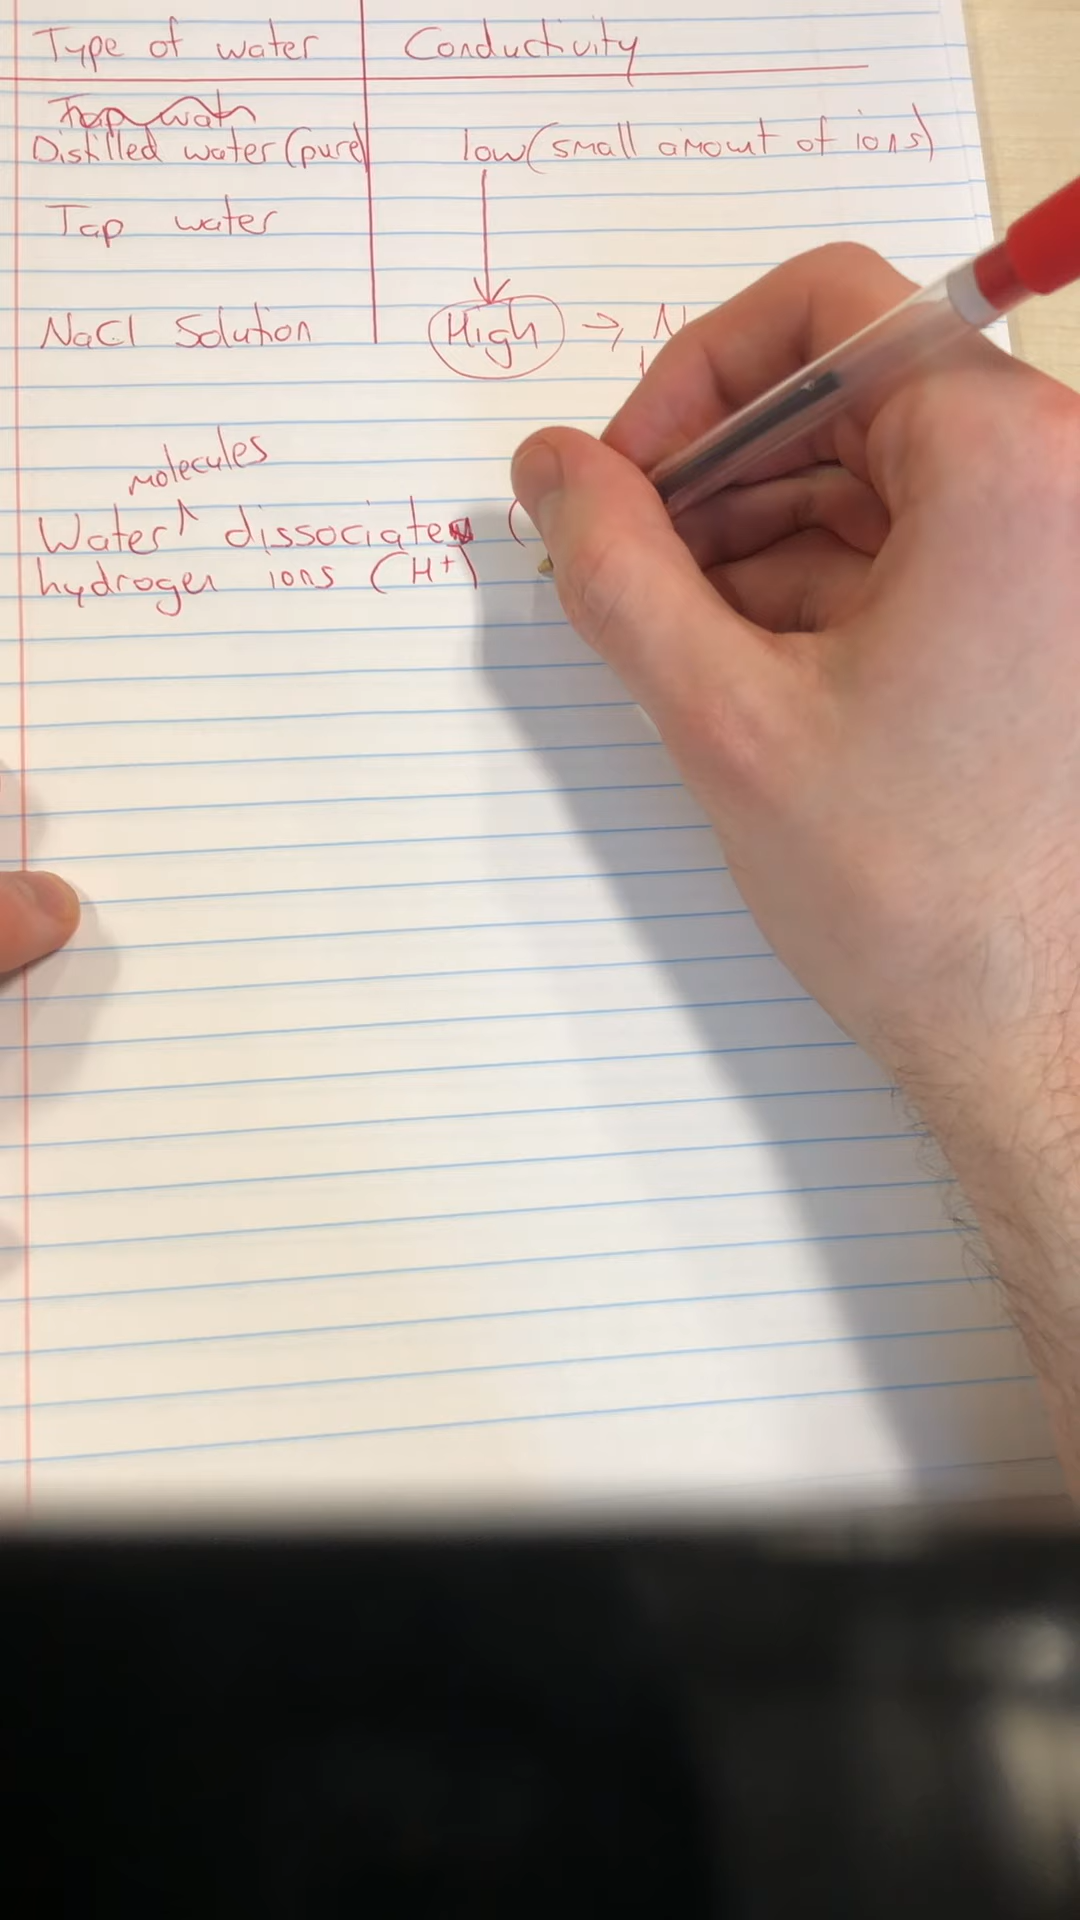 Type of water Conductivity
Tap wat
Distilled water (pure) low (small amount of ions)
Tap water
NaCl Solution High → N
molecules
Water ^ dissociates (
hydrogen ions (H+)